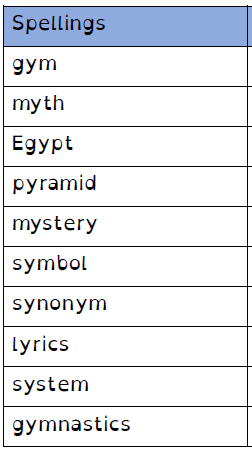 Spellings
gym
myth
Egypt
pyramid
mystery
symbol
synonym
lyrics
system
gymnastics